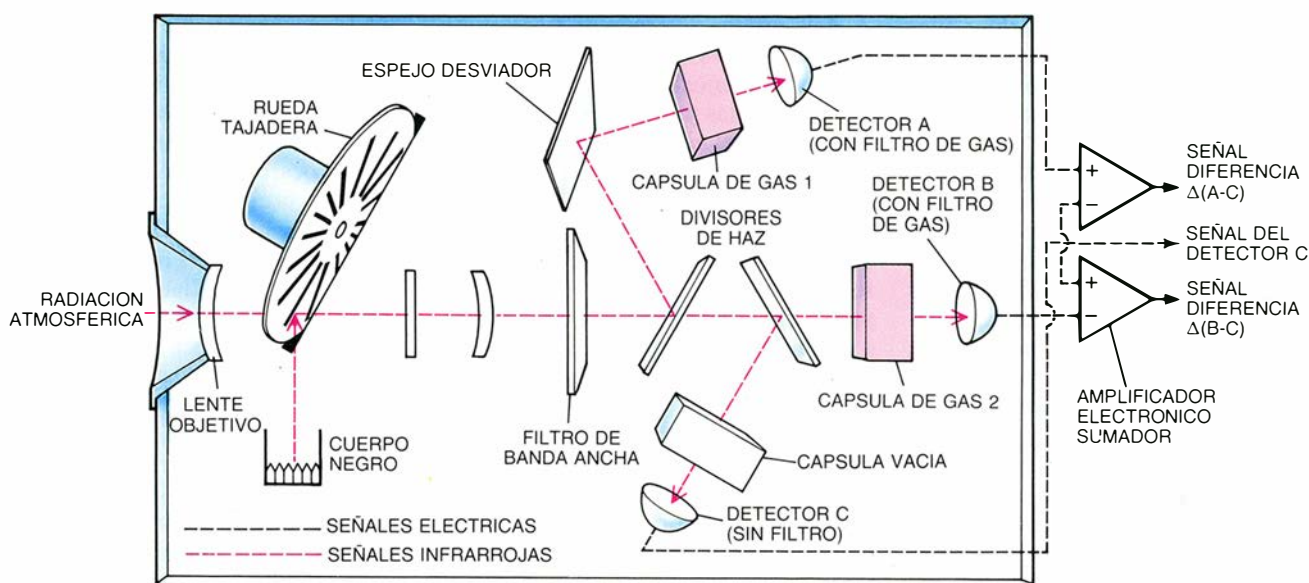 ESPEJO DESVIADOR
RUEDA
TAJADERA
DETECTOR A
(CON FILTRO DE GAS)
CAPSULA DE GAS 1
DETECTOR B
(CON FILTRO
DE GAS)
DIVISORES
DE HAZ
SEÑAL
DIFERENCIA
Δ(A-C)
SEÑAL DEL
DETECTOR C
SEÑAL
DIFERENCIA
Δ(B-C)
+
−
+
−
RADIACION
ATMOSFERICA
LENTE
OBJETIVO
CUERPO
NEGRO
FILTRO DE
BANDA ANCHA
CAPSULA DE GAS 2
CAPSULA VACIA
AMPLIFICADOR
ELECTRONICO
SUMADOR
DETECTOR C
(SIN FILTRO)
SEÑALES ELECTRICAS
SEÑALES INFRARROJAS